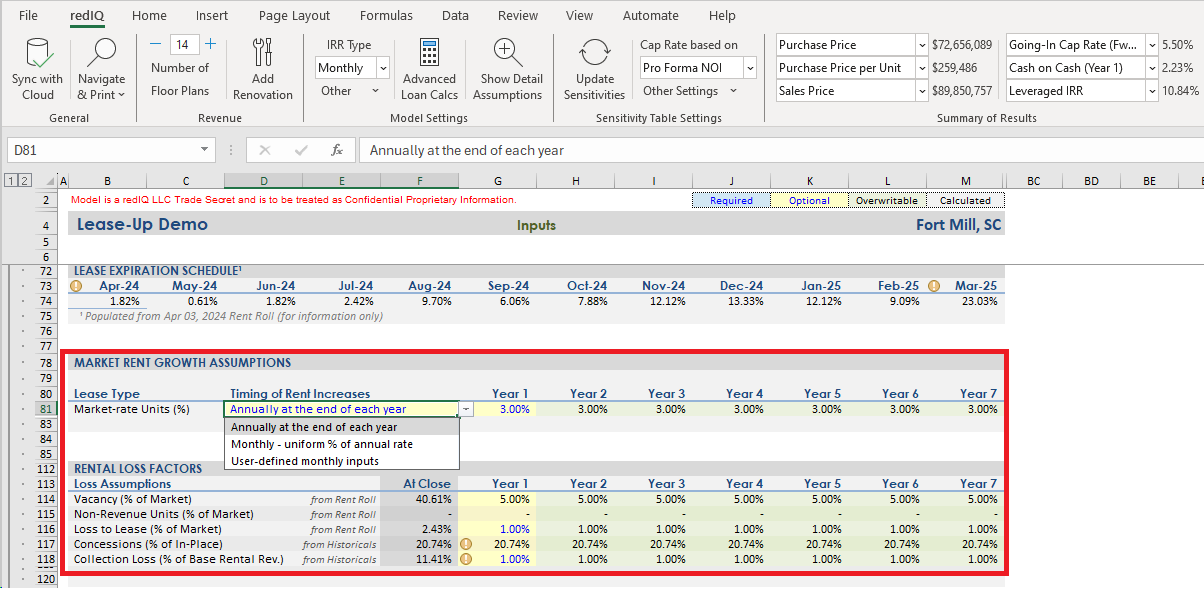 File redIQ Home Insert Page Layout Formulas Data Review View Automate Help
Sync with Cloud
Navigate & Print
General
14
Number of
Floor Plans
Add Renovation
Revenue
IRR Type
Monthly
Other
Advanced Loan Calcs
Show Detail Assumptions
Model Settings
Update Sensitivities
Cap Rate based on
Pro Forma NOI
Other Settings
Sensitivity Table Settings
Purchase Price $72,656,089 Going-In Cap Rate (Fw... 5.50%
Purchase Price per Unit $259,486 Cash on Cash (Year 1) 2.23%
Sales Price $89,850,757 Leveraged IRR 10.84%
Summary of Results
D81 fx Annually at the end of each year
1 2 A B C D E F G H I J K L M BC BD BE
2 Model is a redIQ LLC Trade Secret and is to be treated as Confidential Proprietary Information. Required Optional Overwritable Calculated
4 Lease-Up Demo Inputs Fort Mill, SC
5
6
72 LEASE EXPIRATION SCHEDULE¹
73 Apr-24 May-24 Jun-24 Jul-24 Aug-24 Sep-24 Oct-24 Nov-24 Dec-24 Jan-25 Feb-25 Mar-25
74 1.82% 0.61% 1.82% 2.42% 9.70% 6.06% 7.88% 12.12% 13.33% 12.12% 9.09% 23.03%
75 ¹ Populated from Apr 03, 2024 Rent Roll (for information only)
76
77
78 MARKET RENT GROWTH ASSUMPTIONS
79
80 Lease Type Timing of Rent Increases Year 1 Year 2 Year 3 Year 4 Year 5 Year 6 Year 7
81 Market-rate Units (%) Annually at the end of each year 3.00% 3.00% 3.00% 3.00% 3.00% 3.00% 3.00%
83 Annually at the end of each year
84 Monthly - uniform % of annual rate
85 User-defined monthly inputs
112 RENTAL LOSS FACTORS
113 Loss Assumptions At Close Year 1 Year 2 Year 3 Year 4 Year 5 Year 6 Year 7
114 Vacancy (% of Market) from Rent Roll 40.61% 5.00% 5.00% 5.00% 5.00% 5.00% 5.00% 5.00%
115 Non-Revenue Units (% of Market) from Rent Roll - - - - - - - -
116 Loss to Lease (% of Market) from Rent Roll 2.43% 1.00% 1.00% 1.00% 1.00% 1.00% 1.00% 1.00%
117 Concessions (% of In-Place) from Historicals 20.74% 20.74% 20.74% 20.74% 20.74% 20.74% 20.74% 20.74%
118 Collection Loss (% of Base Rental Rev.) from Historicals 11.41% 1.00% 1.00% 1.00% 1.00% 1.00% 1.00% 1.00%
120